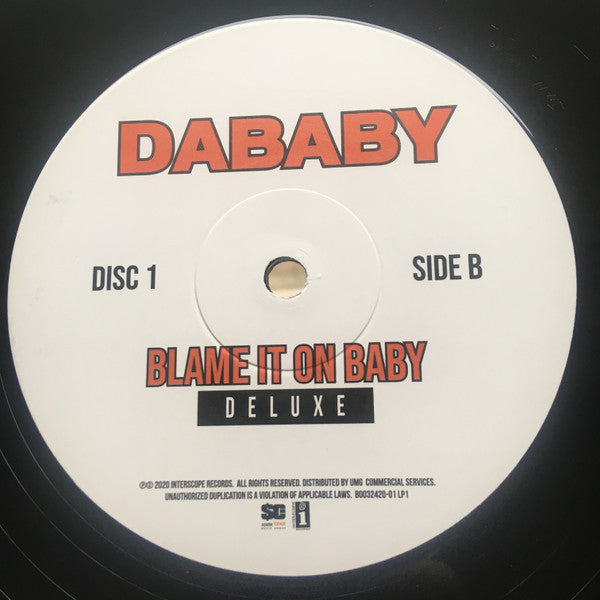 DABABY
DISC 1
SIDE B
BLAME IT ON BABY
DELUXE
℗© 2020 INTERSCOPE RECORDS. ALL RIGHTS RESERVED. DISTRIBUTED BY UMG COMMERCIAL SERVICES.
UNAUTHORIZED DUPLICATION IS A VIOLATION OF APPLICABLE LAWS. B0032420-01 LP1
SC
i